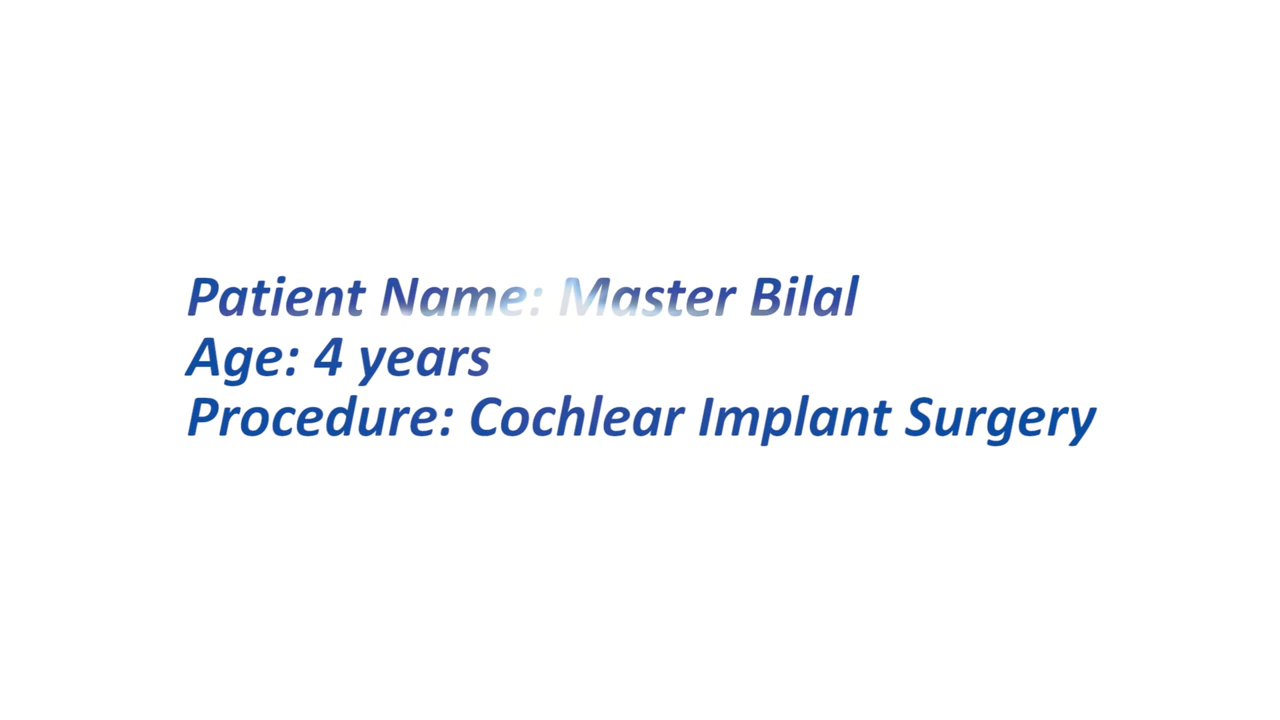 Patient Name: Master Bilal
Age: 4 years
Procedure: Cochlear Implant Surgery